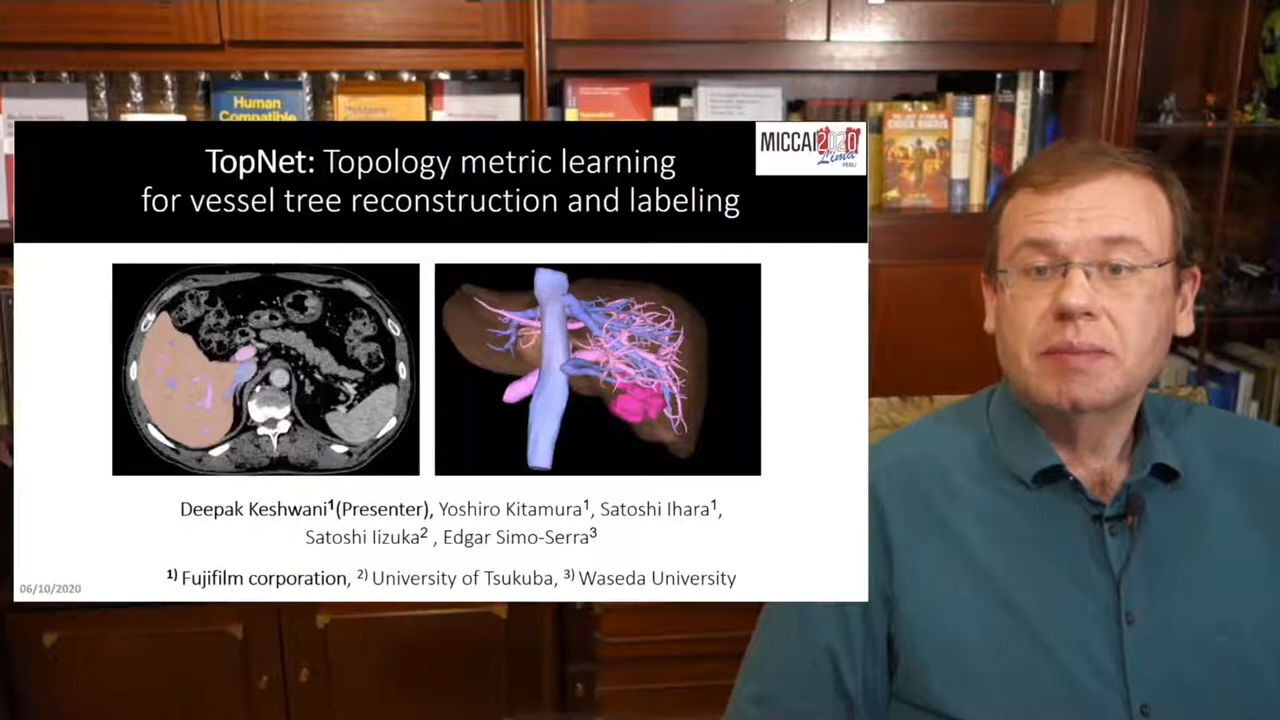 Human
Compatible
MICCAI2020
Lima
PERU
TopNet: Topology metric learning
for vessel tree reconstruction and labeling
Deepak Keshwani¹(Presenter), Yoshiro Kitamura¹, Satoshi Ihara¹,
Satoshi Iizuka² , Edgar Simo-Serra³
¹⁾ Fujifilm corporation, ²⁾ University of Tsukuba, ³⁾ Waseda University
06/10/2020